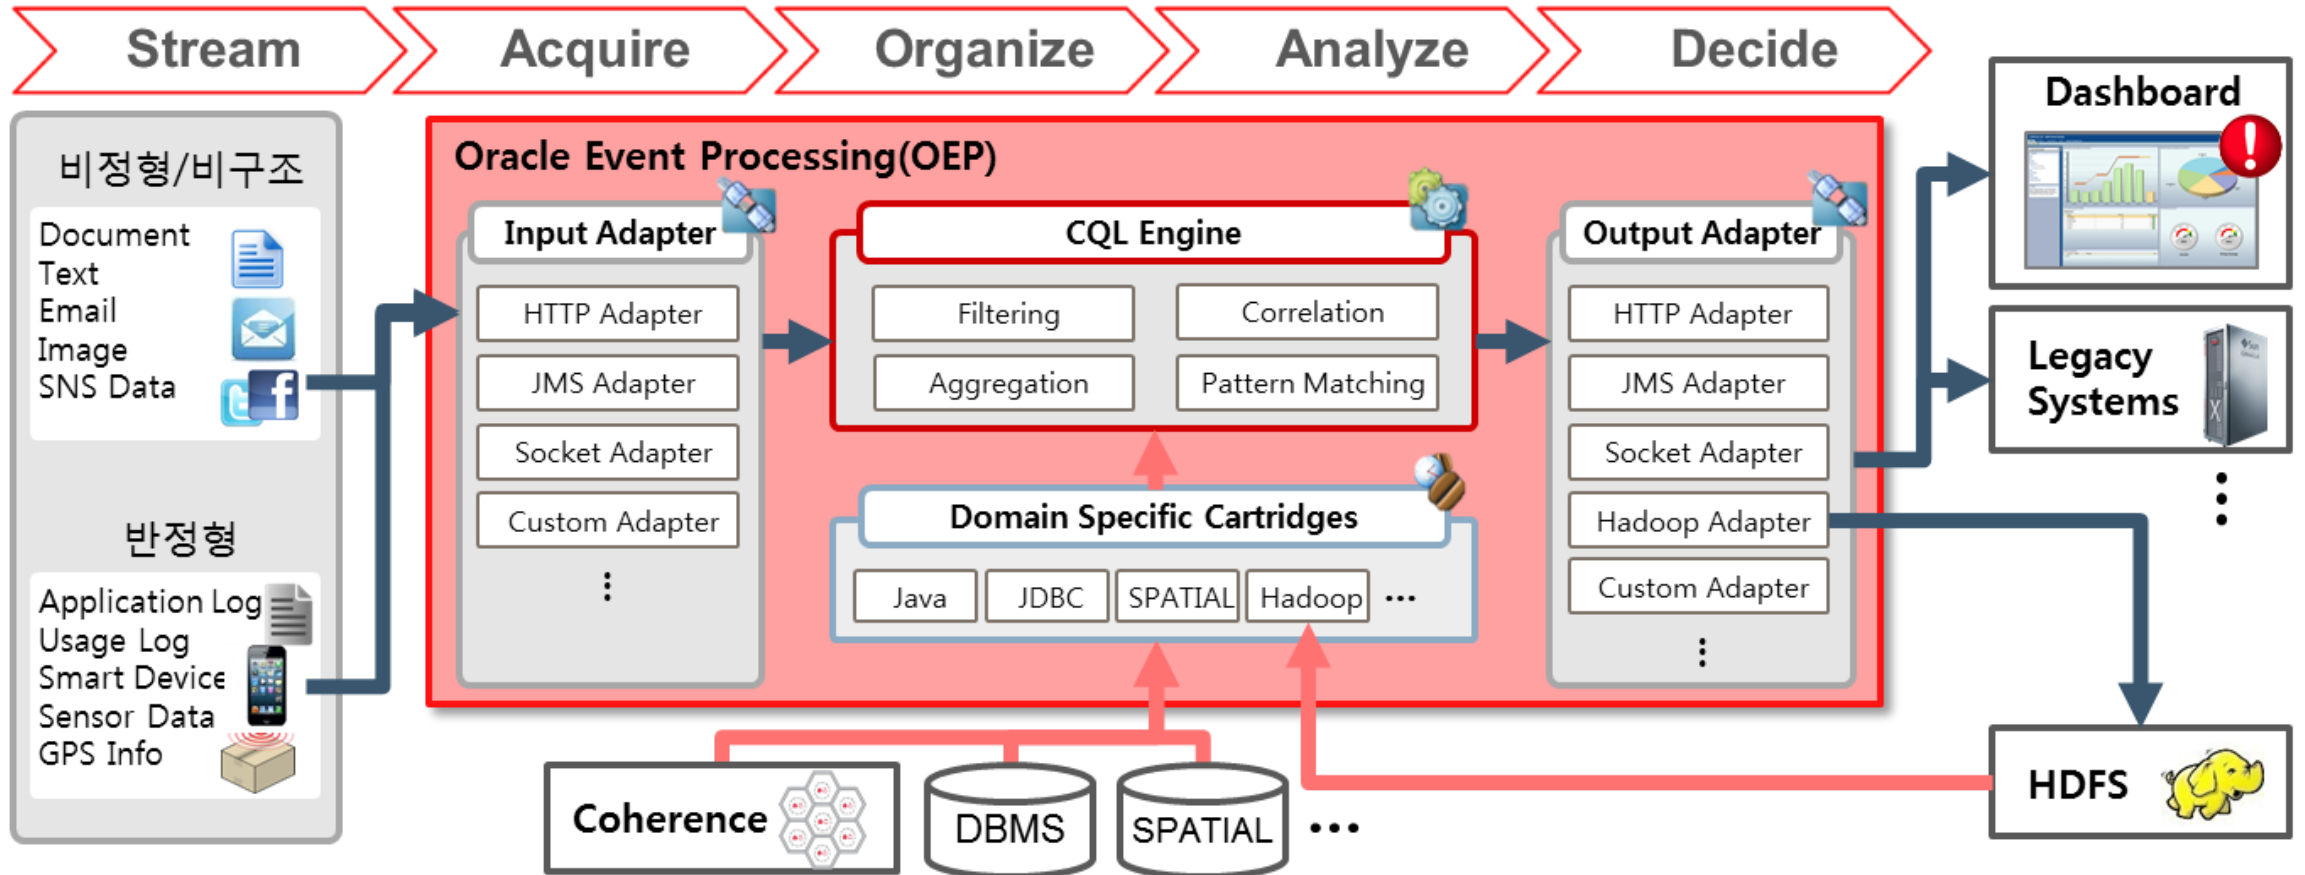 Stream
Acquire
Organize
Analyze
Decide
비정형/비구조
Document
Text
Email
Image
SNS Data
반정형
Application Log
Usage Log
Smart Device
Sensor Data
GPS Info
Oracle Event Processing(OEP)
Input Adapter
HTTP Adapter
JMS Adapter
Socket Adapter
Custom Adapter
⋮
CQL Engine
Filtering
Correlation
Aggregation
Pattern Matching
Domain Specific Cartridges
Java
JDBC
SPATIAL
Hadoop
...
Output Adapter
HTTP Adapter
JMS Adapter
Socket Adapter
Hadoop Adapter
Custom Adapter
⋮
Dashboard
Legacy
Systems
⋮
HDFS
Coherence
DBMS
SPATIAL
...